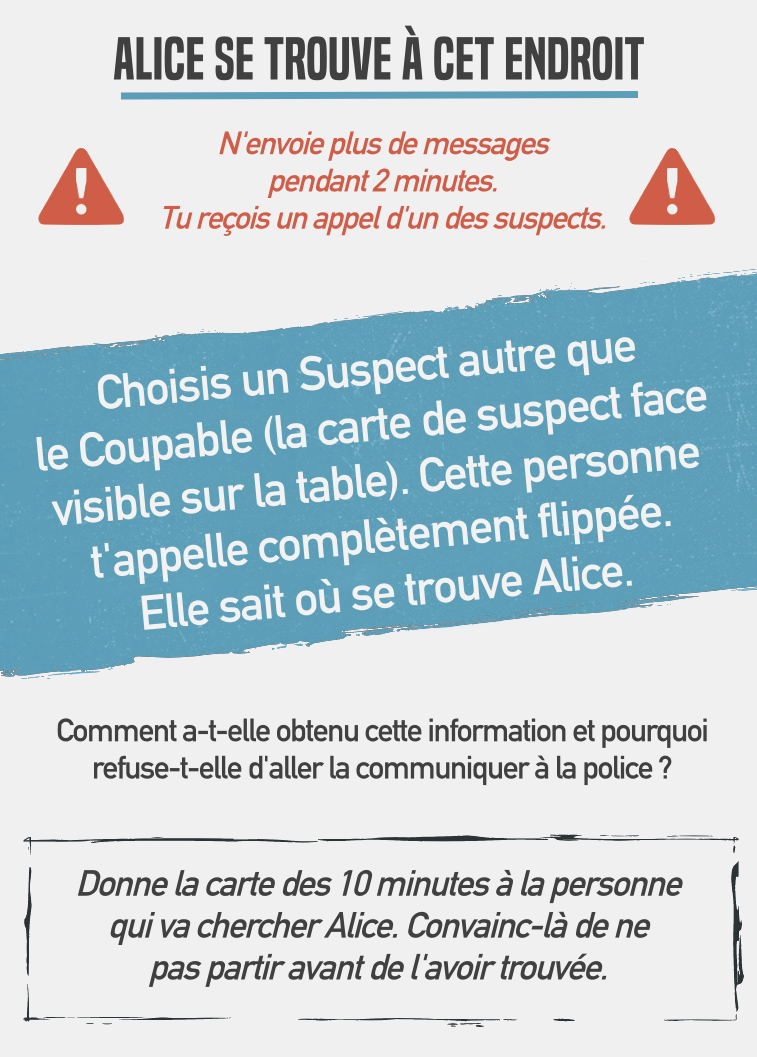 ALICE SE TROUVE À CET ENDROIT
N'envoie plus de messages
pendant 2 minutes.
Tu reçois un appel d'un des suspects.
Choisis un Suspect autre que
le Coupable (la carte de suspect face
visible sur la table). Cette personne
t'appelle complètement flippée.
Elle sait où se trouve Alice.
Comment a-t-elle obtenu cette information et pourquoi
refuse-t-elle d'aller la communiquer à la police ?
Donne la carte des 10 minutes à la personne
qui va chercher Alice. Convainc-là de ne
pas partir avant de l'avoir trouvée.